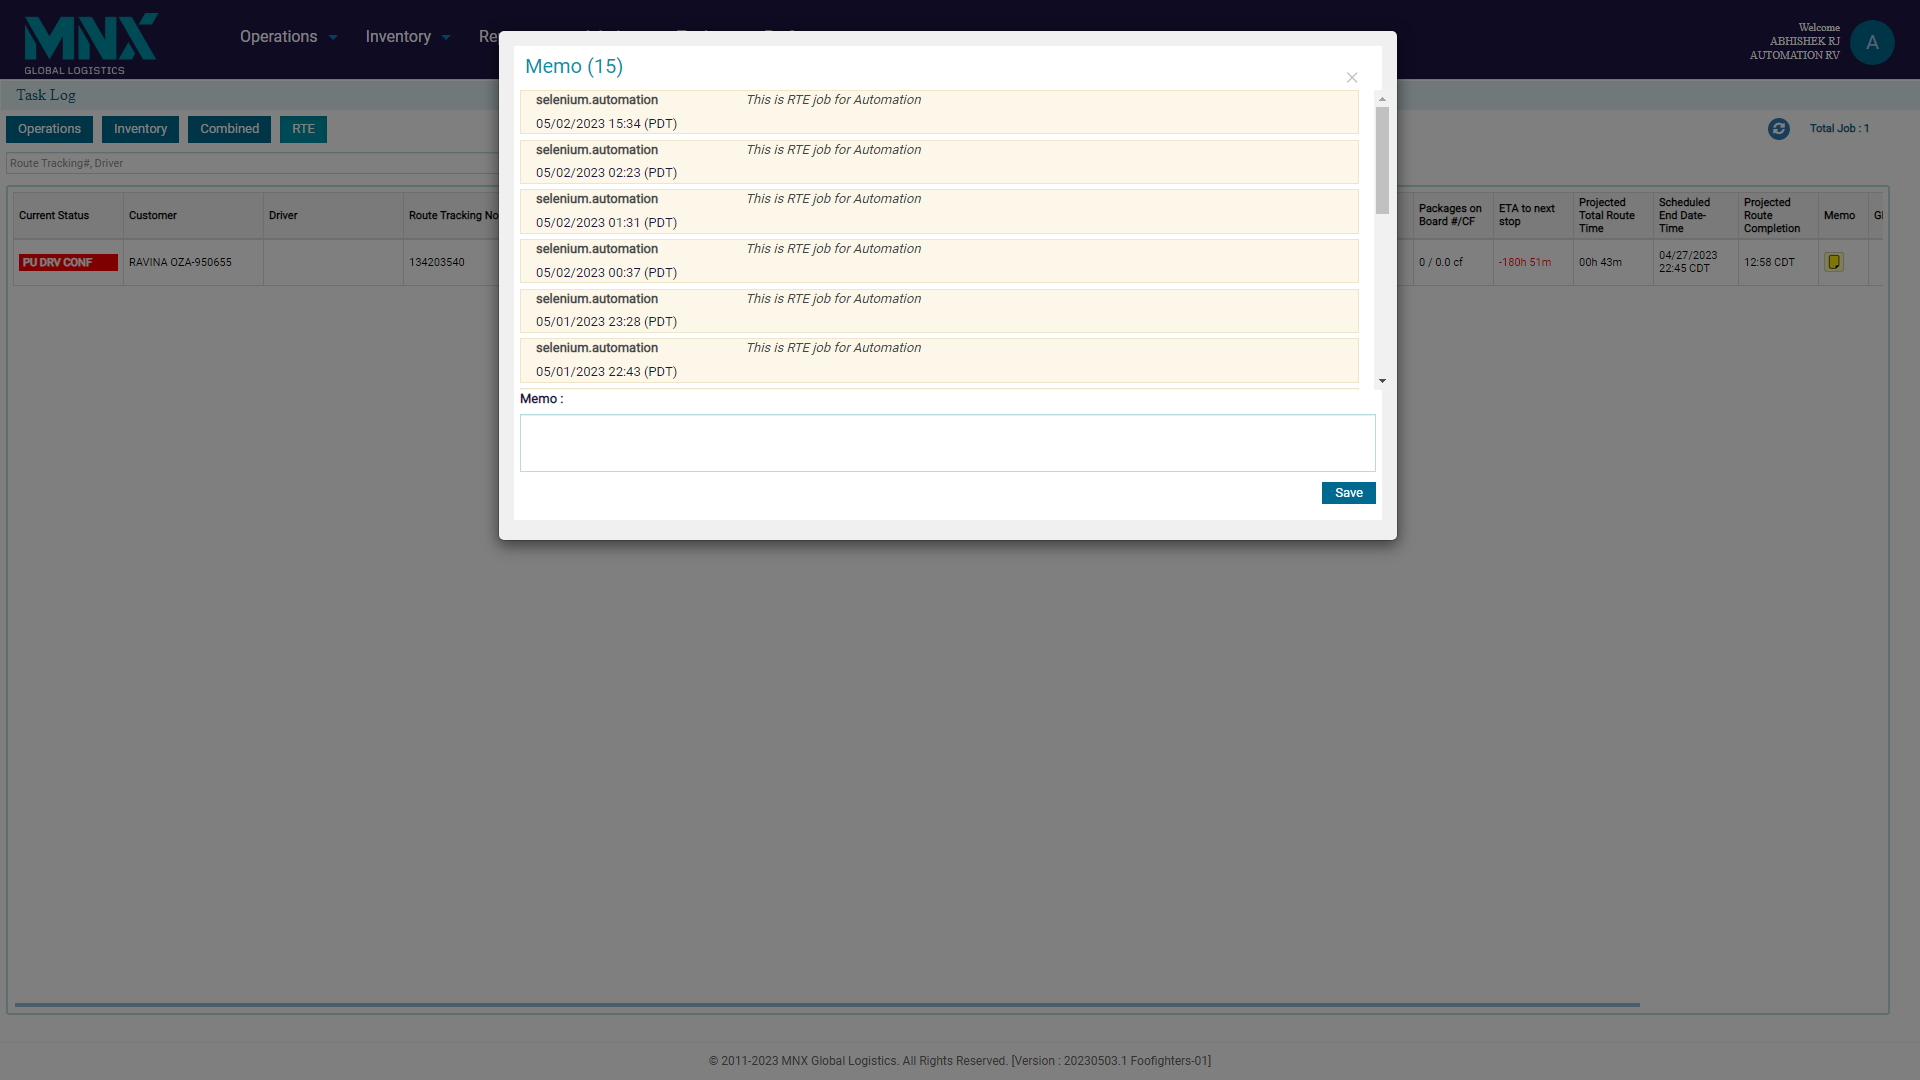 MNX
GLOBAL LOGISTICS
Operations
Inventory
Welcome
ABHISHEK RJ
AUTOMATION RV
A
Task Log
Operations
Inventory
Combined
RTE
Total Job : 1
Route Tracking#, Driver
Current Status
Customer
Driver
Route Tracking No
Packages on
Board #/CF
ETA to next
stop
Projected
Total Route
Time
Scheduled
End Date-
Time
Projected
Route
Completion
Memo
PU DRV CONF
RAVINA OZA-950655
134203540
0 / 0.0 cf
-180h 51m
00h 43m
04/27/2023
22:45 CDT
12:58 CDT
Memo (15)
×
selenium.automation This is RTE job for Automation
05/02/2023 15:34 (PDT)
selenium.automation This is RTE job for Automation
05/02/2023 02:23 (PDT)
selenium.automation This is RTE job for Automation
05/02/2023 01:31 (PDT)
selenium.automation This is RTE job for Automation
05/02/2023 00:37 (PDT)
selenium.automation This is RTE job for Automation
05/01/2023 23:28 (PDT)
selenium.automation This is RTE job for Automation
05/01/2023 22:43 (PDT)
Memo :
Save
© 2011-2023 MNX Global Logistics. All Rights Reserved. [Version : 20230503.1 Foofighters-01]